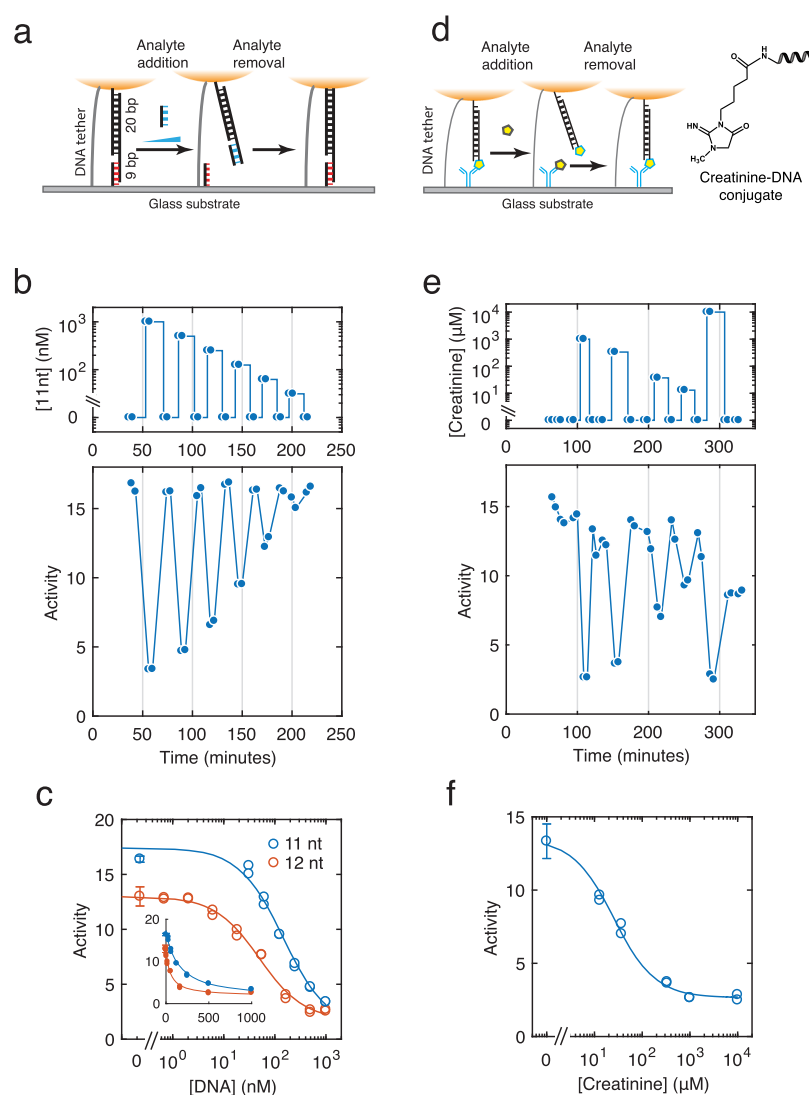 a
Analyte
addition
Analyte
removal
DNA tether
20 bp
9 bp
Glass substrate
b
[11nt] (nM)
10³
10²
0
0 50 100 150 200 250
Activity
15
10
5
0
0 50 100 150 200 250
Time (minutes)
c
Activity
20
15
10
5
0
11 nt
12 nt
20
10
0
0 500 1000
0 10⁰ 10¹ 10² 10³
[DNA] (nM)
d
Analyte
addition
Analyte
removal
DNA tether
Glass substrate
O
H
N
NH
N
O
N
H₃C
Creatinine-DNA
conjugate
e
[Creatinine] (µM)
10⁴
10³
10²
10¹
0
0 100 200 300
Activity
15
10
5
0
0 100 200 300
Time (minutes)
f
Activity
15
10
5
0
0 10¹ 10² 10³ 10⁴
[Creatinine] (µM)